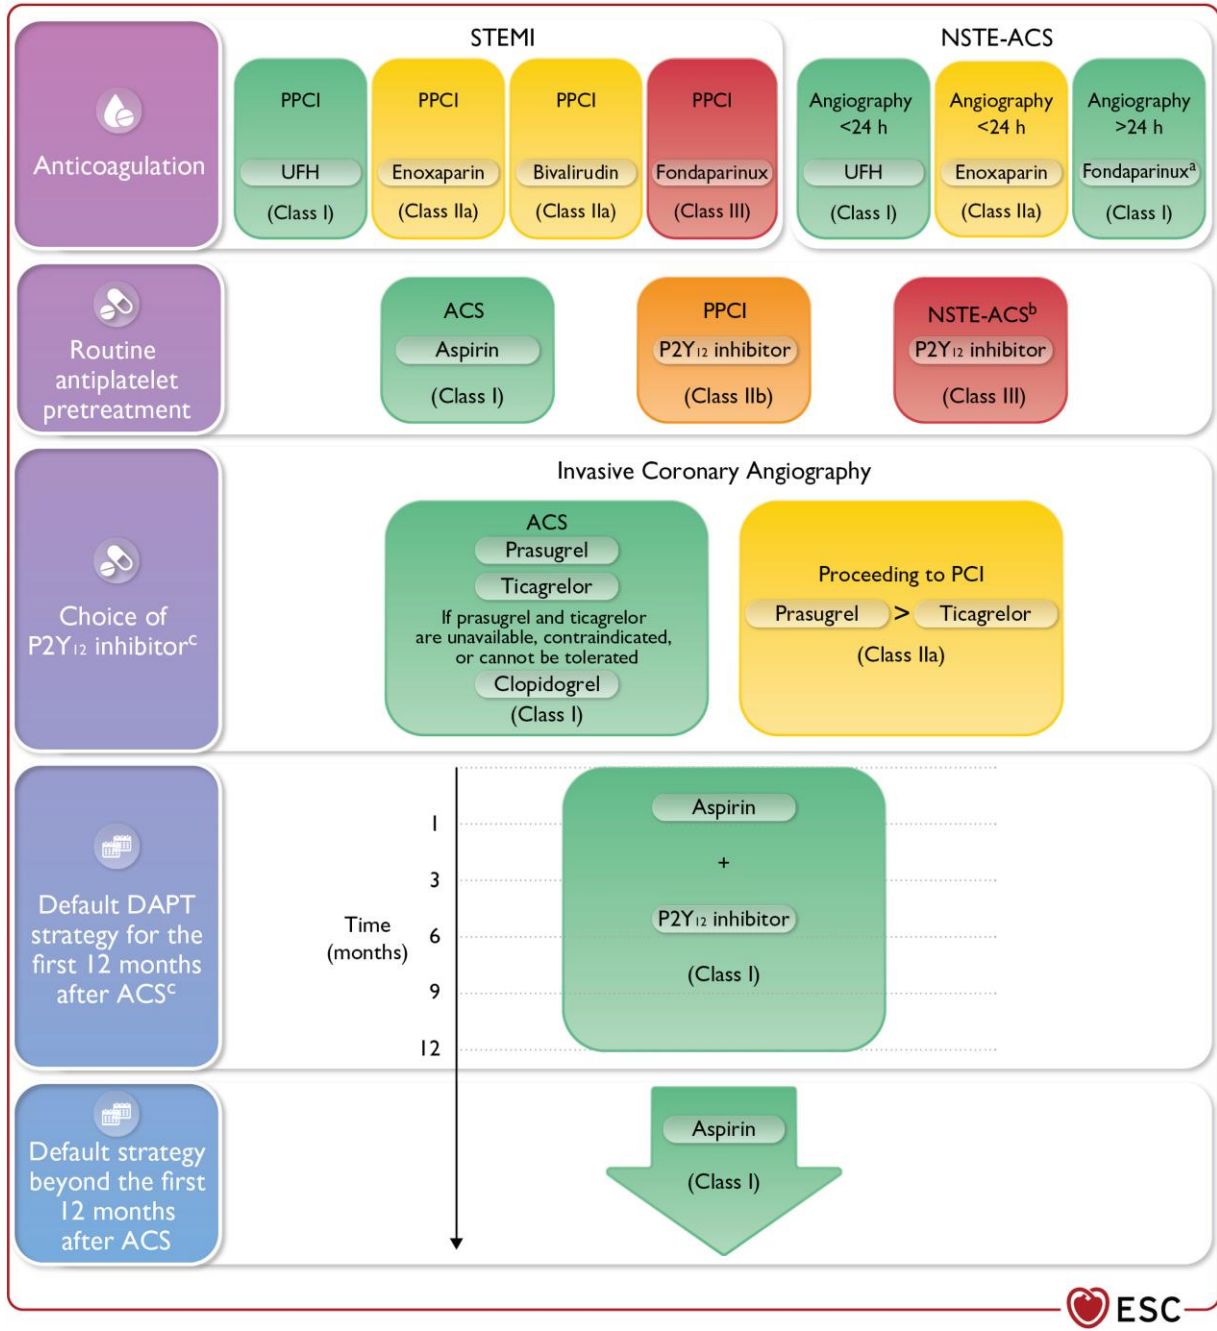 STEMI
NSTE-ACS
Anticoagulation
PPCI
UFH
(Class I)
PPCI
Enoxaparin
(Class IIa)
PPCI
Bivalirudin
(Class IIa)
PPCI
Fondaparinux
(Class III)
Angiography
<24 h
UFH
(Class I)
Angiography
<24 h
Enoxaparin
(Class IIa)
Angiography
>24 h
Fondaparinuxᵃ
(Class I)
Routine
antiplatelet
pretreatment
ACS
Aspirin
(Class I)
PPCI
P2Y₁₂ inhibitor
(Class IIb)
NSTE-ACSᵇ
P2Y₁₂ inhibitor
(Class III)
Choice of
P2Y₁₂ inhibitorᶜ
Invasive Coronary Angiography
ACS
Prasugrel
Ticagrelor
If prasugrel and ticagrelor
are unavailable, contraindicated,
or cannot be tolerated
Clopidogrel
(Class I)
Proceeding to PCI
Prasugrel > Ticagrelor
(Class IIa)
Default DAPT
strategy for the
first 12 months
after ACSᶜ
Time
(months)
1
3
6
9
12
Aspirin
+
P2Y₁₂ inhibitor
(Class I)
Default strategy
beyond the first
12 months
after ACS
Aspirin
(Class I)
ESC